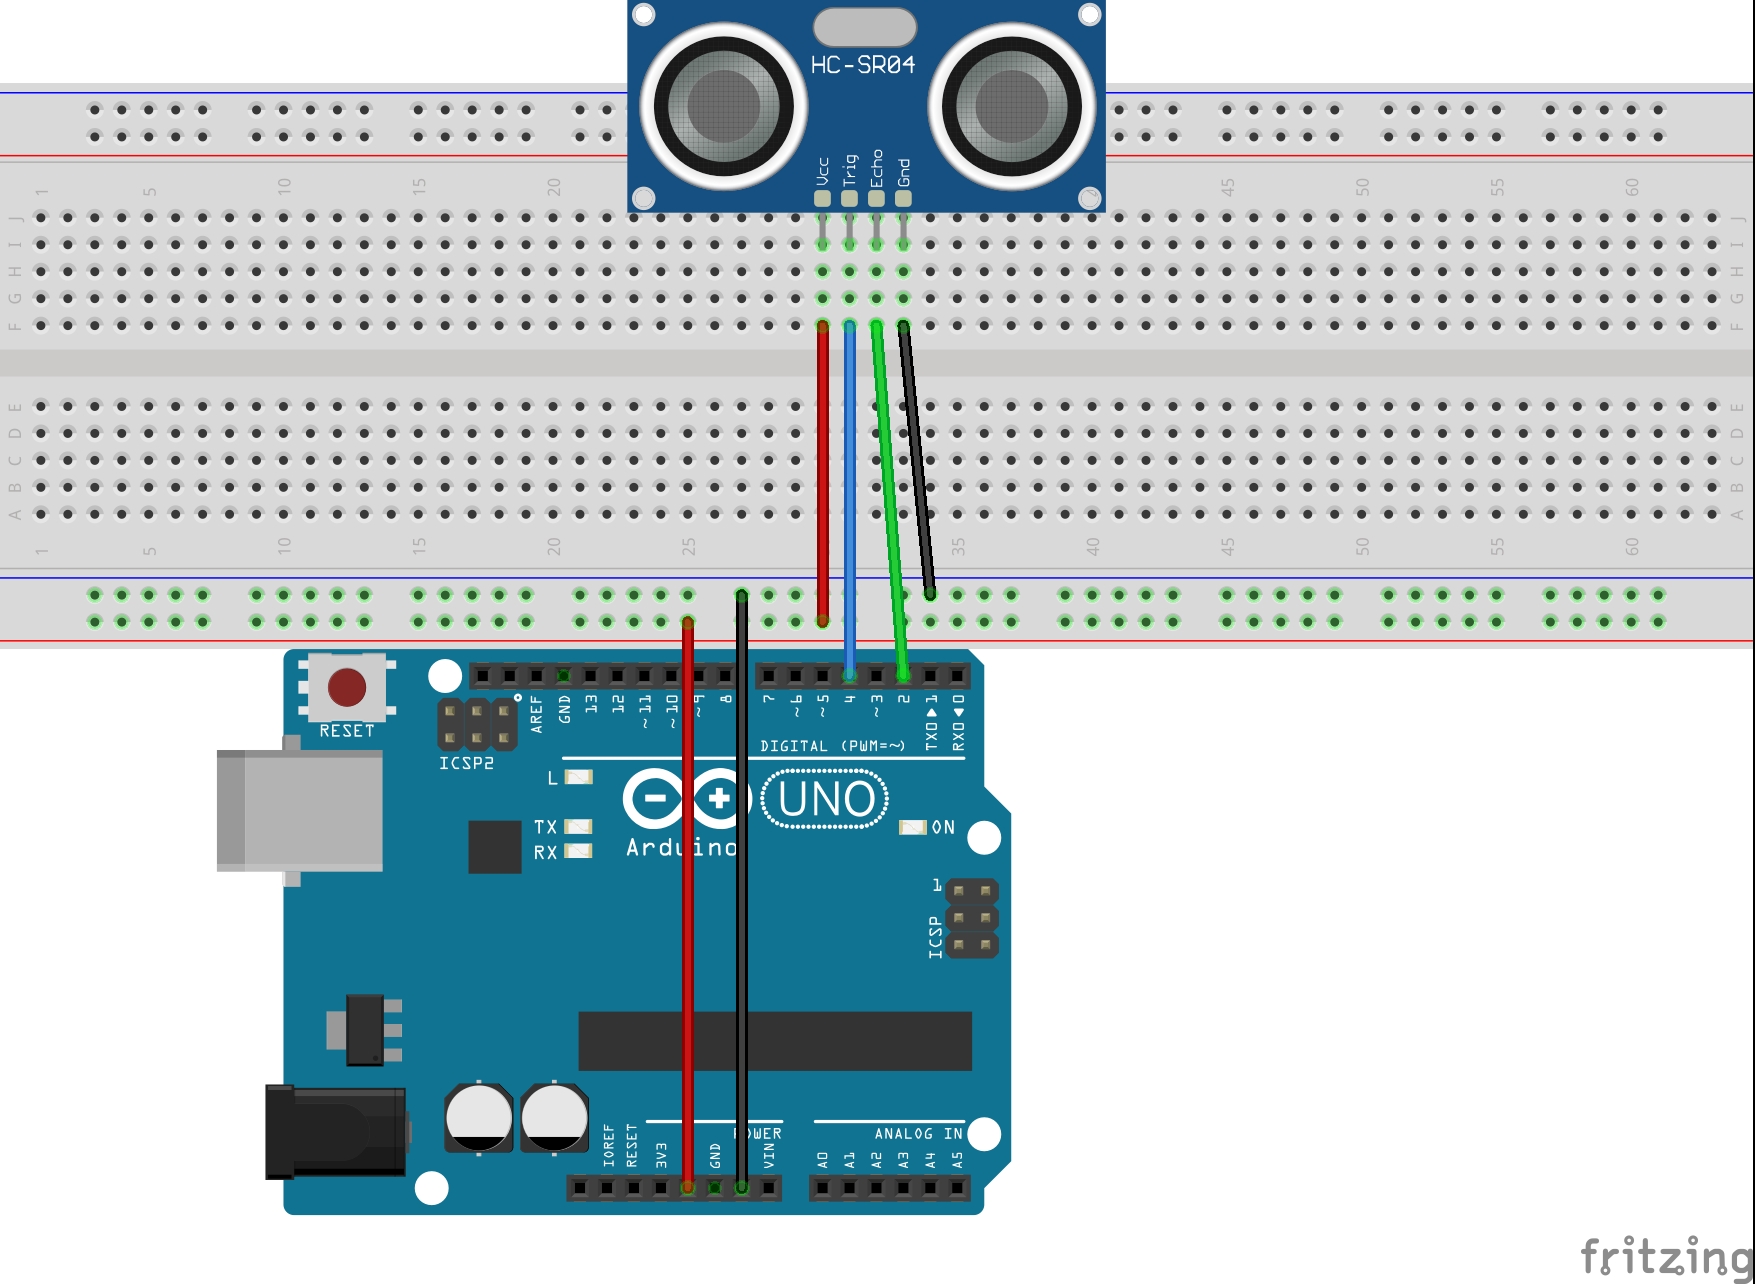 HC-SR04
Vcc
Trig
Echo
Gnd
1 5 10 15 20 45 50 55 60
J J
I I
H H
G G
F F
E E
D D
C C
B B
A A
1 5 10 15 20 25 35 40 45 50 55 60
RESET
ICSP2
AREF
GND
13
12
~11
~10
~9
8
7
~6
~5
4
~3
2
TX0▶1
RX0◀0
DIGITAL (PWM=~)
L
TX
RX
UNO
Arduino
ON
1
ICSP
IOREF
RESET
3V3
GND
VIN
POWER
ANALOG IN
A0
A1
A2
A3
A4
A5
fritzing